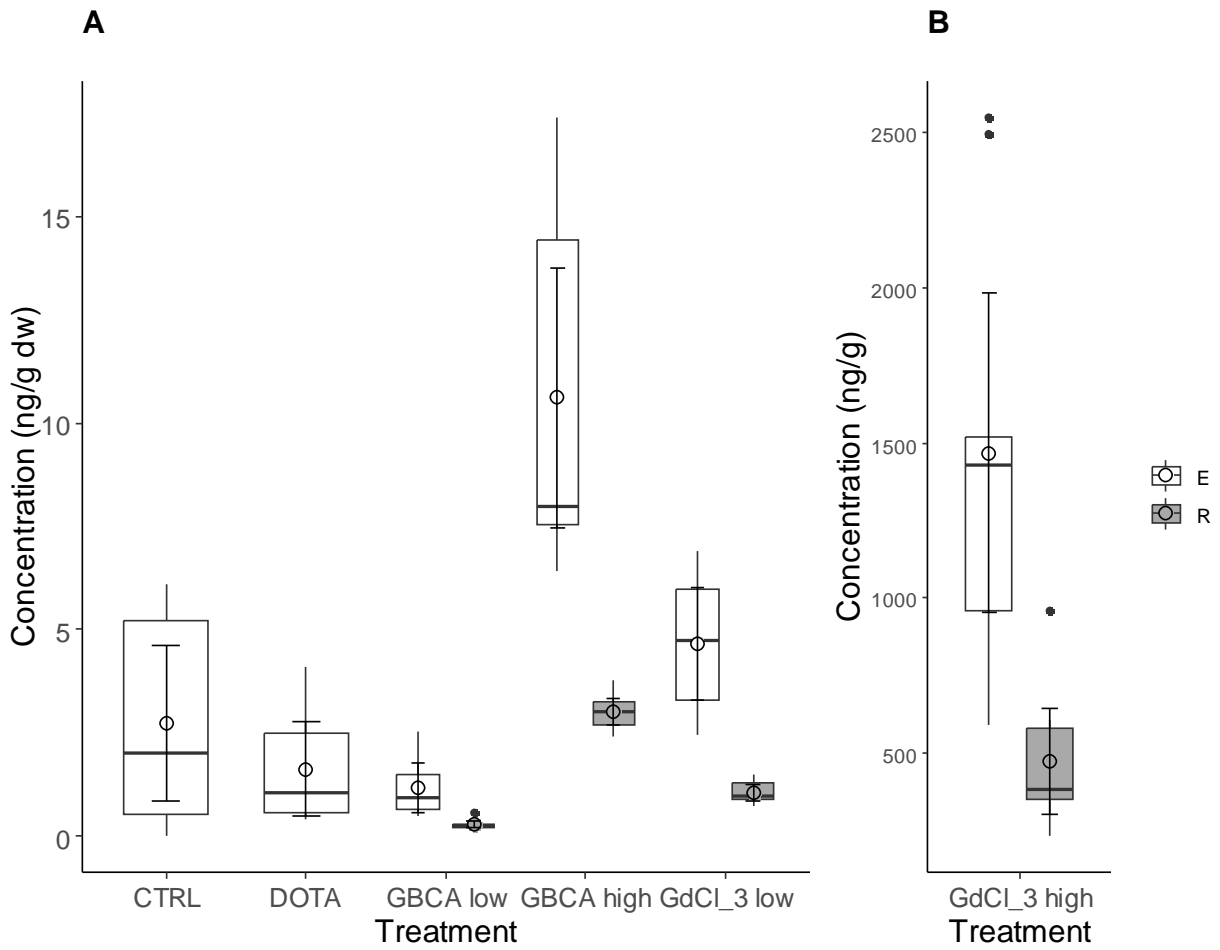 A
Concentration (ng/g dw)
15
10
5
0
CTRL DOTA GBCA low GBCA high GdCl_3 low
Treatment
B
Concentration (ng/g)
2500
2000
1500
1000
500
GdCl_3 high
Treatment
E
R